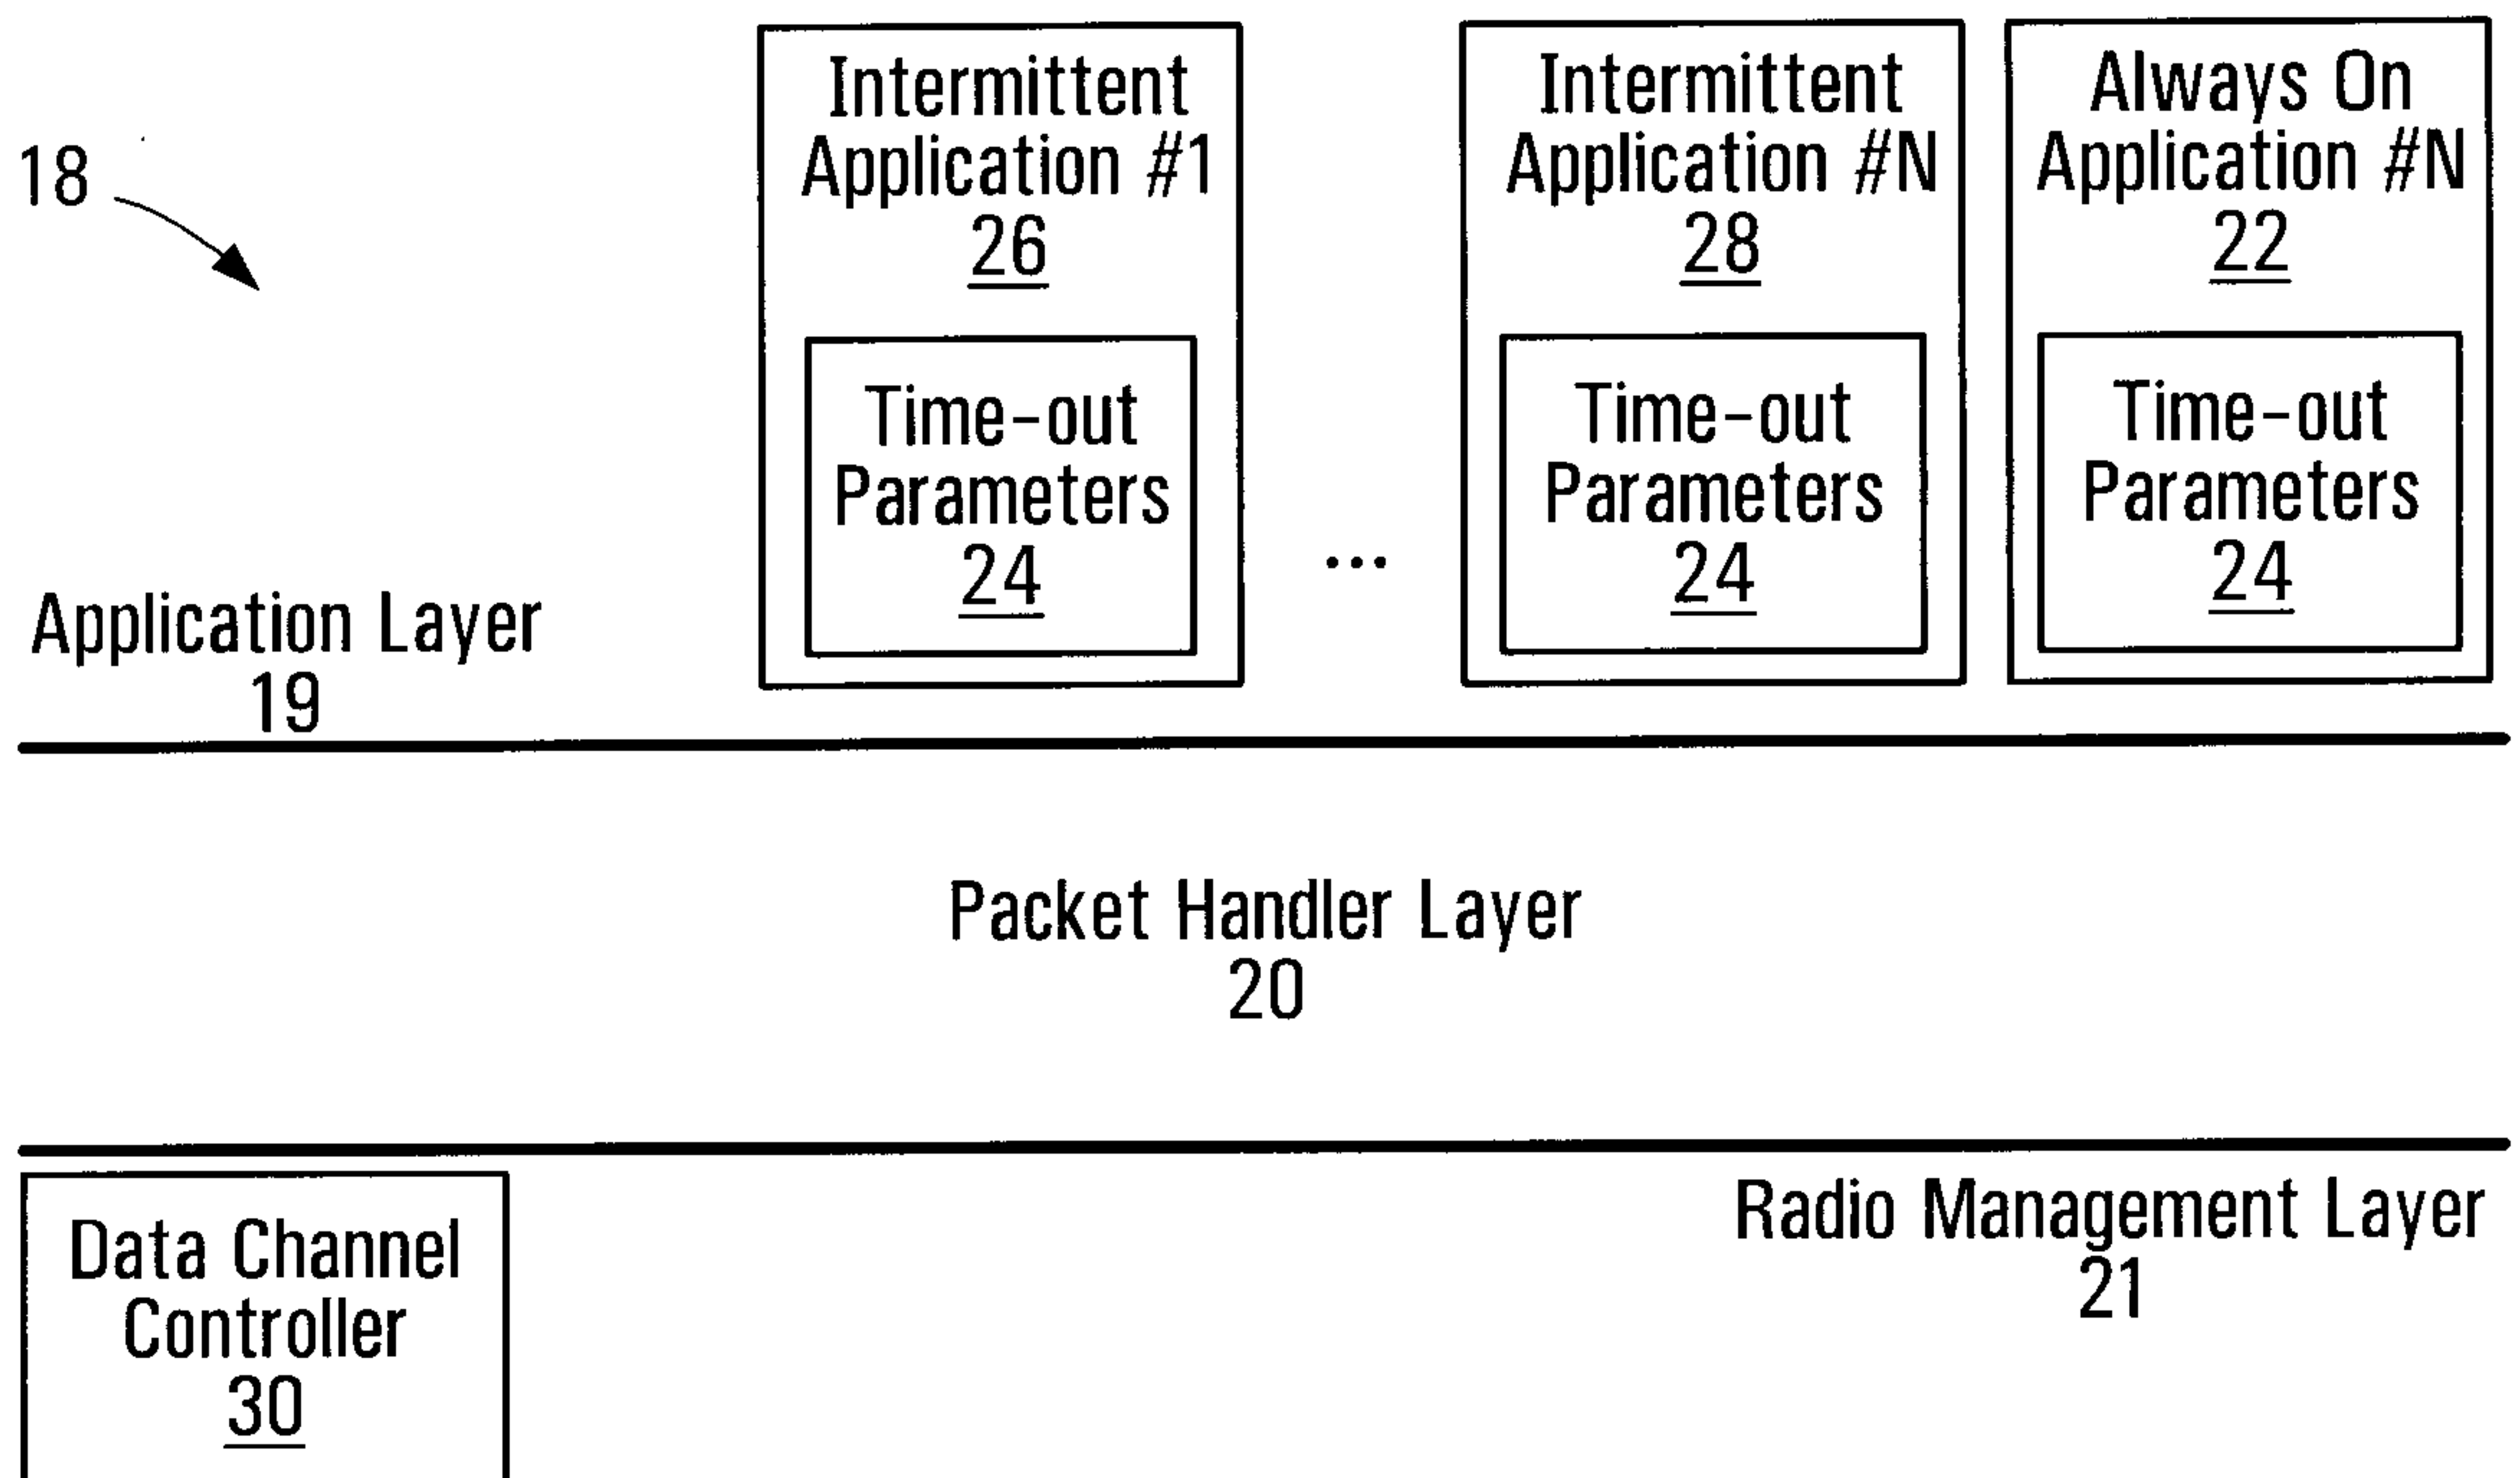 18
Intermittent
Application #1
26
Time-out
Parameters
24
...
Intermittent
Application #N
28
Time-out
Parameters
24
Always On
Application #N
22
Time-out
Parameters
24
Application Layer
19
Packet Handler Layer
20
Data Channel
Controller
30
Radio Management Layer
21